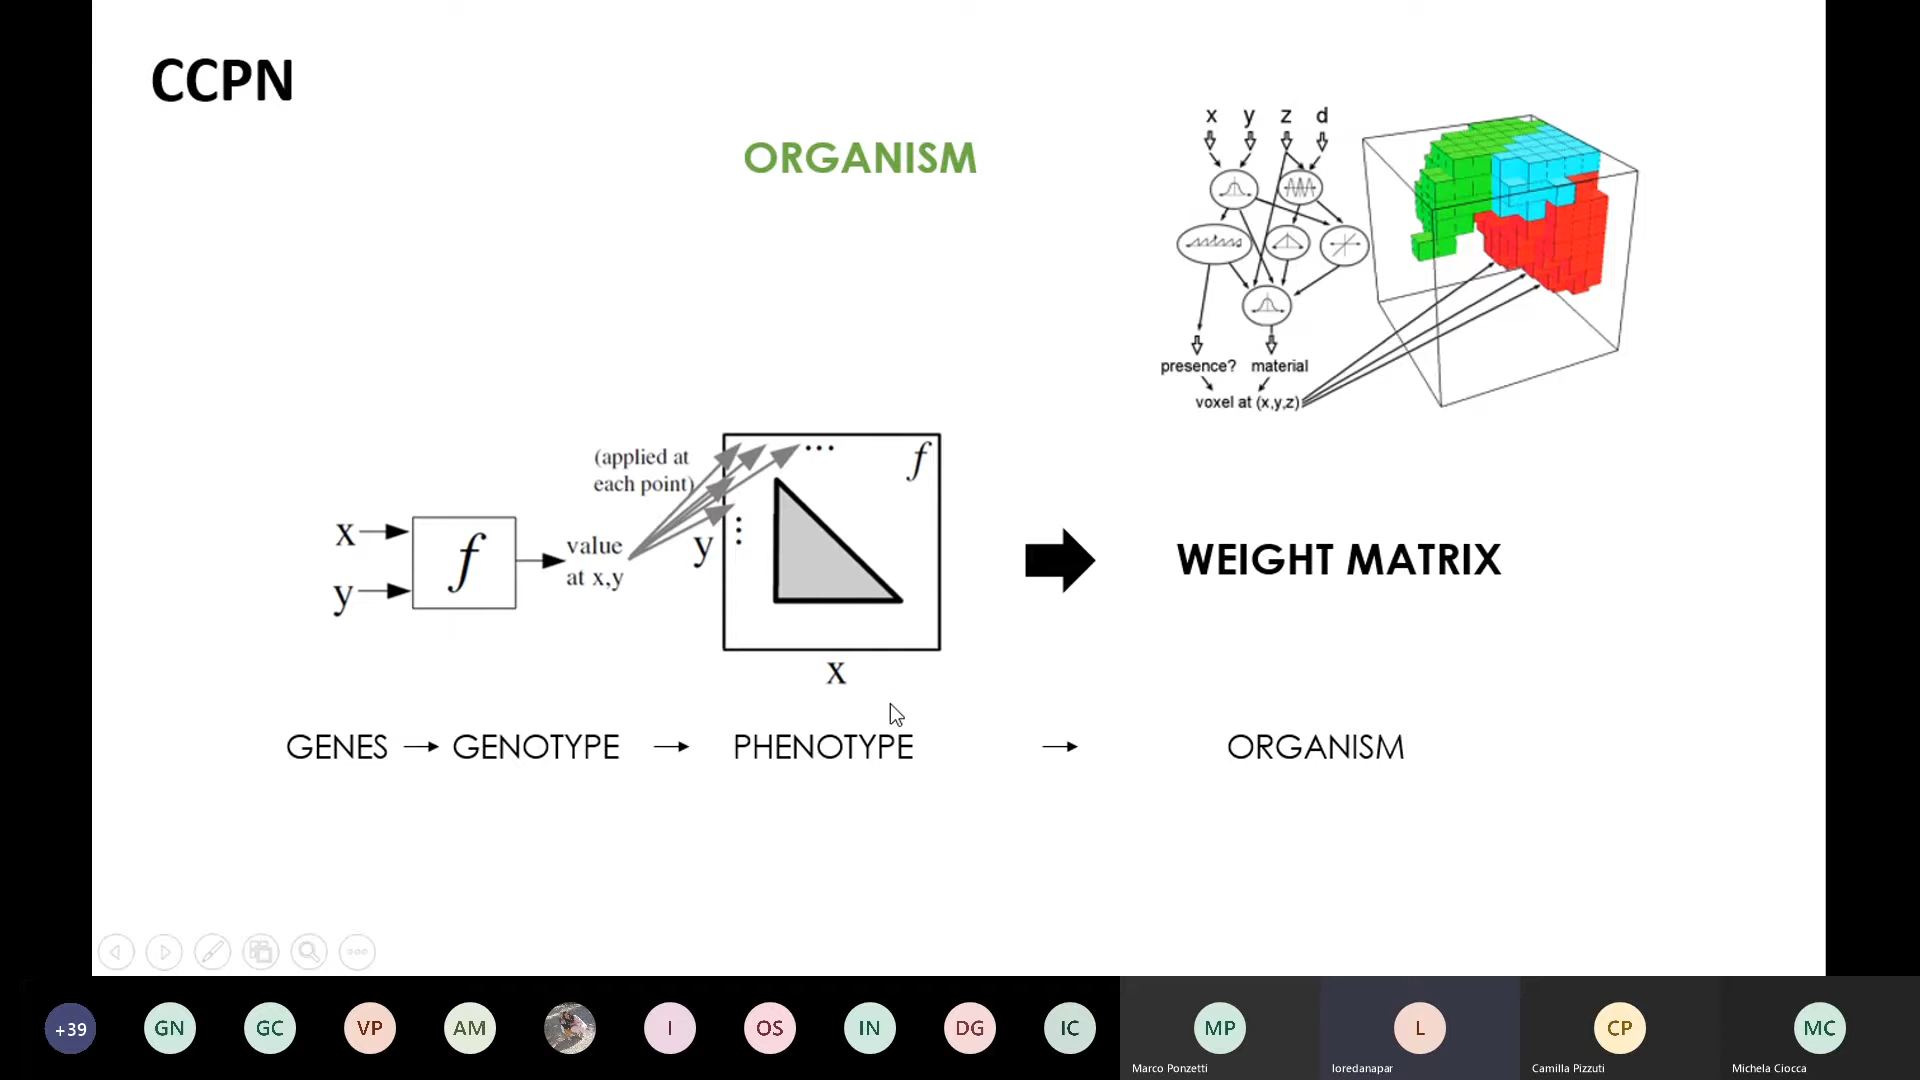 CCPN
ORGANISM
x y z d
presence? material
voxel at (x,y,z)
(applied at
each point)
... f
x
y
f
value
at x,y
y
x
WEIGHT MATRIX
GENES → GENOTYPE → PHENOTYPE → ORGANISM
+39 GN GC VP AM I OS IN DG IC MP L CP MC
Marco Ponzetti loredanapar Camilla Pizzuti Michela Ciocca